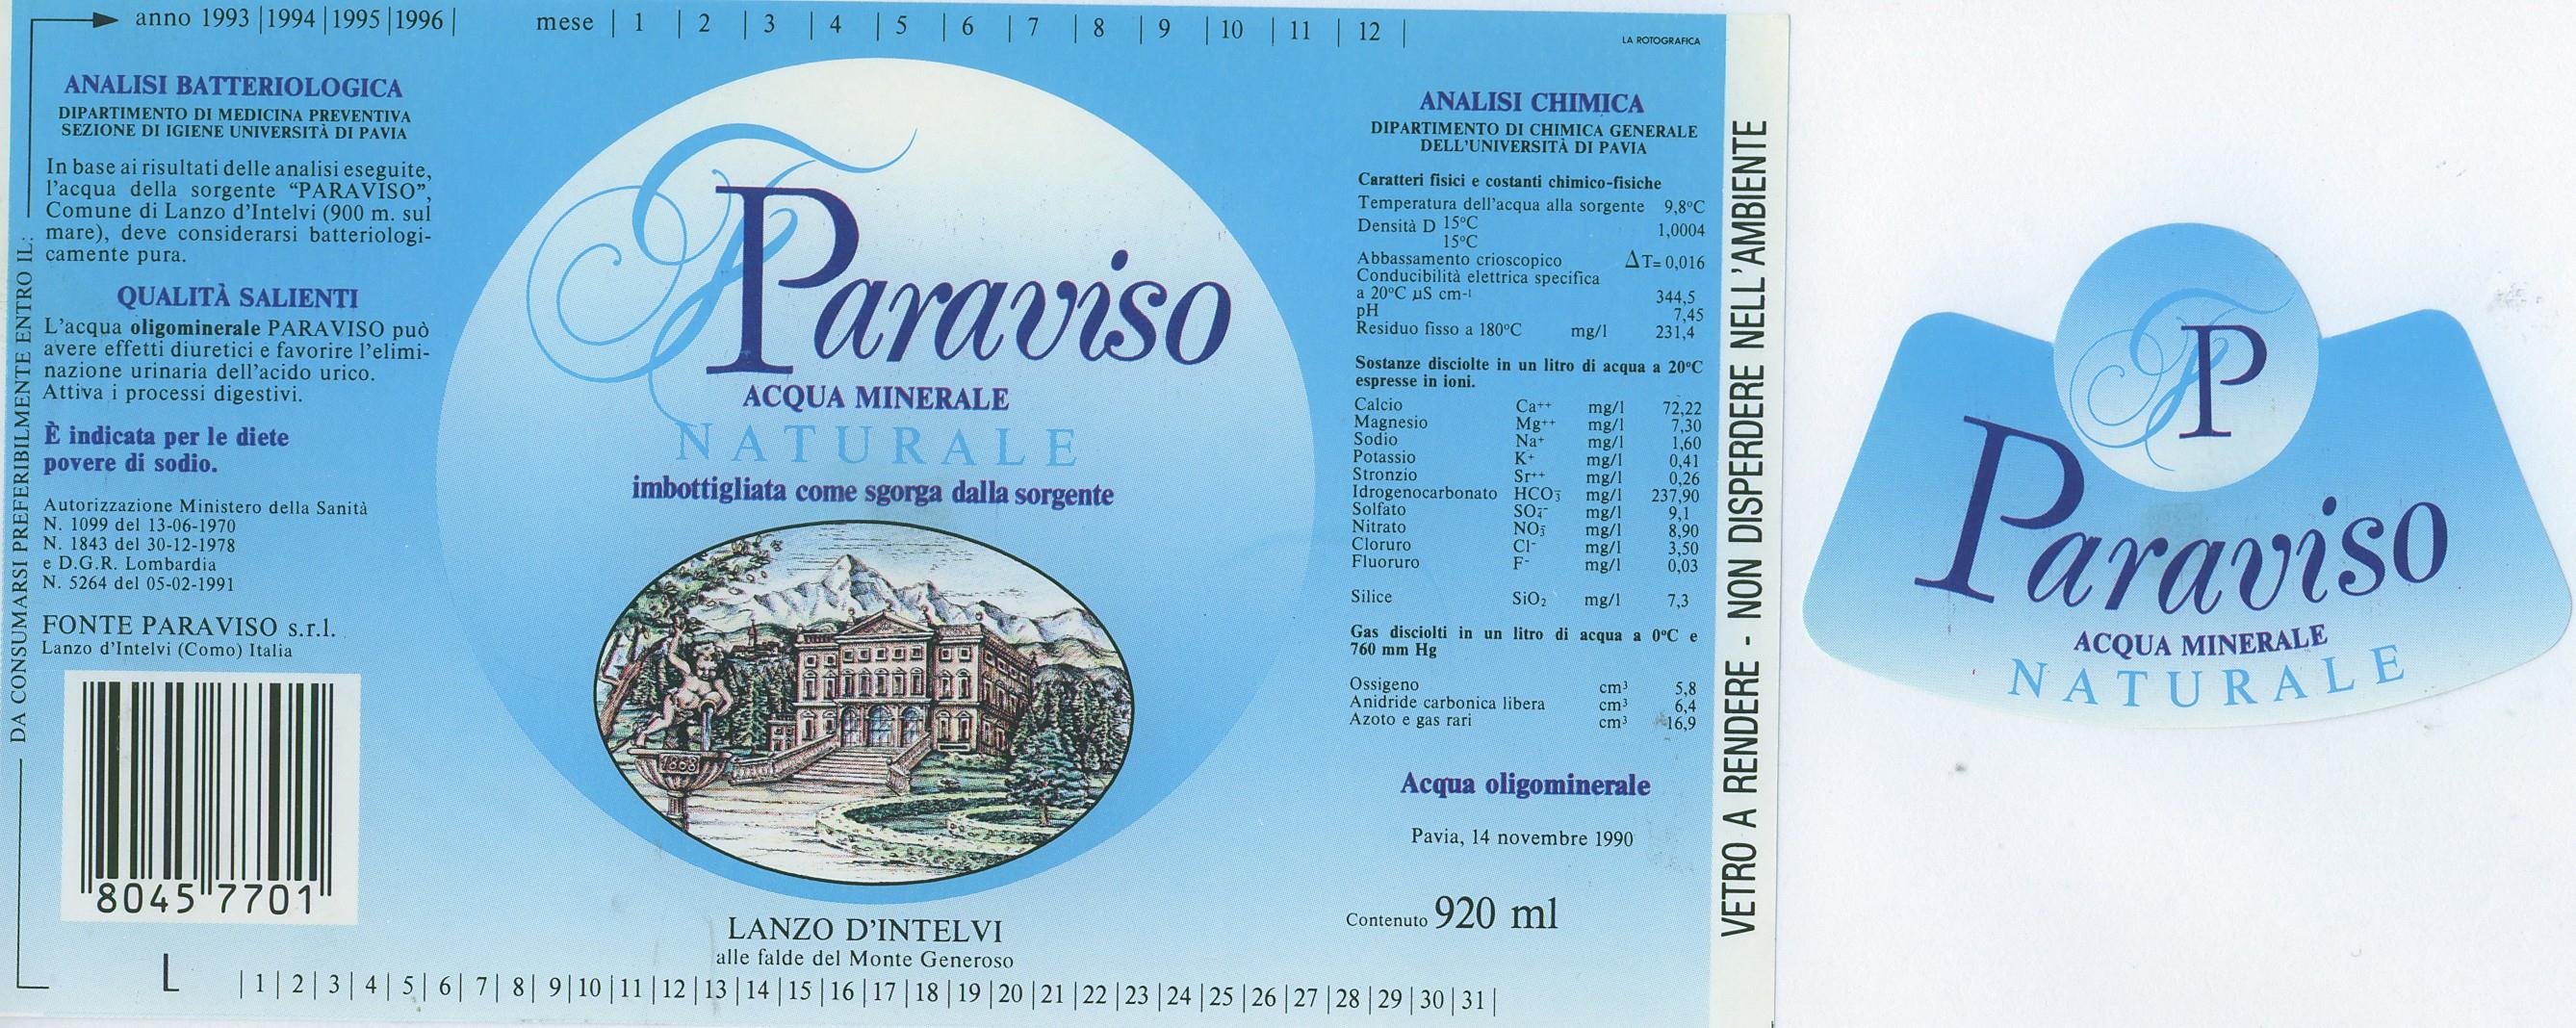 anno 1993 |1994 |1995 |1996 |
mese | 1 | 2 | 3 | 4 | 5 | 6 | 7 | 8 | 9 | 10 | 11 | 12 |
LA ROTOGRAFICA
DA CONSUMARSI PREFERIBILMENTE ENTRO IL:
ANALISI BATTERIOLOGICA
DIPARTIMENTO DI MEDICINA PREVENTIVA
SEZIONE DI IGIENE UNIVERSITÀ DI PAVIA
In base ai risultati delle analisi eseguite,
l'acqua della sorgente "PARAVISO",
Comune di Lanzo d'Intelvi (900 m. sul
mare), deve considerarsi batteriologi-
camente pura.
QUALITÀ SALIENTI
L'acqua oligominerale PARAVISO può
avere effetti diuretici e favorire l'elimi-
nazione urinaria dell'acido urico.
Attiva i processi digestivi.
È indicata per le diete
povere di sodio.
Autorizzazione Ministero della Sanità
N. 1099 del 13-06-1970
N. 1843 del 30-12-1978
e D.G.R. Lombardia
N. 5264 del 05-02-1991
FONTE PARAVISO s.r.l.
Lanzo d'Intelvi (Como) Italia
8045 7701
L
Paraviso
ACQUA MINERALE
NATURALE
imbottigliata come sgorga dalla sorgente
1868
LANZO D'INTELVI
alle falde del Monte Generoso
| 1 | 2 | 3 | 4 | 5 | 6 | 7 | 8 | 9 | 10 | 11 | 12 | 13 | 14 | 15 | 16 | 17 | 18 | 19 | 20 | 21 | 22 | 23 | 24 | 25 | 26 | 27 | 28 | 29 | 30 | 31 |
ANALISI CHIMICA
DIPARTIMENTO DI CHIMICA GENERALE
DELL'UNIVERSITÀ DI PAVIA
Caratteri fisici e costanti chimico-fisiche
Temperatura dell'acqua alla sorgente 9,8°C
Densità D 15°C 1,0004
15°C
Abbassamento crioscopico ΔT= 0,016
Conducibilità elettrica specifica
a 20°C µS cm⁻¹ 344,5
pH 7,45
Residuo fisso a 180°C mg/l 231,4
Sostanze disciolte in un litro di acqua a 20°C
espresse in ioni.
Calcio Ca⁺⁺ mg/l 72,22
Magnesio Mg⁺⁺ mg/l 7,30
Sodio Na⁺ mg/l 1,60
Potassio K⁺ mg/l 0,41
Stronzio Sr⁺⁺ mg/l 0,26
Idrogenocarbonato HCO₃⁻ mg/l 237,90
Solfato SO₄⁻⁻ mg/l 9,1
Nitrato NO₃⁻ mg/l 8,90
Cloruro Cl⁻ mg/l 3,50
Fluoruro F⁻ mg/l 0,03
Silice SiO₂ mg/l 7,3
Gas disciolti in un litro di acqua a 0°C e
760 mm Hg
Ossigeno cm³ 5,8
Anidride carbonica libera cm³ 6,4
Azoto e gas rari cm³ 16,9
Acqua oligominerale
Pavia, 14 novembre 1990
Contenuto 920 ml
VETRO A RENDERE - NON DISPERDERE NELL'AMBIENTE
P
Paraviso
ACQUA MINERALE
NATURALE